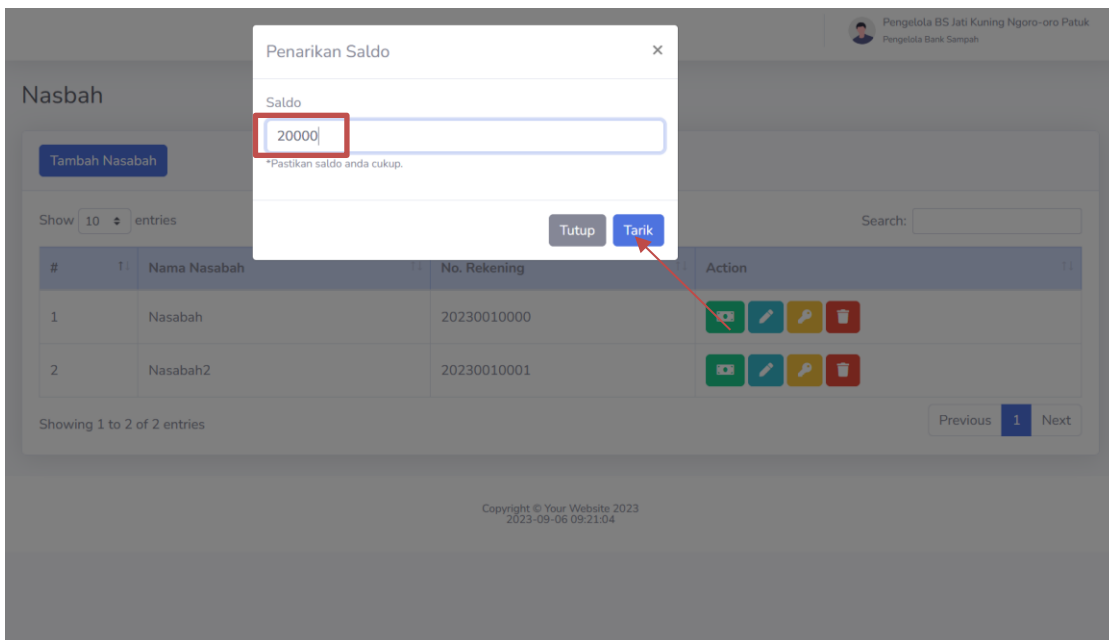 Pengelola BS Jati Kuning Ngoro-oro Patuk
Pengelola Bank Sampah
Penarikan Saldo ×
Nasbah
Saldo
20000
*Pastikan saldo anda cukup.
Tambah Nasabah
Tutup Tarik
Show 10 entries Search:
# Nama Nasabah No. Rekening Action
1 Nasabah 20230010000
2 Nasabah2 20230010001
Showing 1 to 2 of 2 entries Previous 1 Next
Copyright © Your Website 2023
2023-09-06 09:21:04